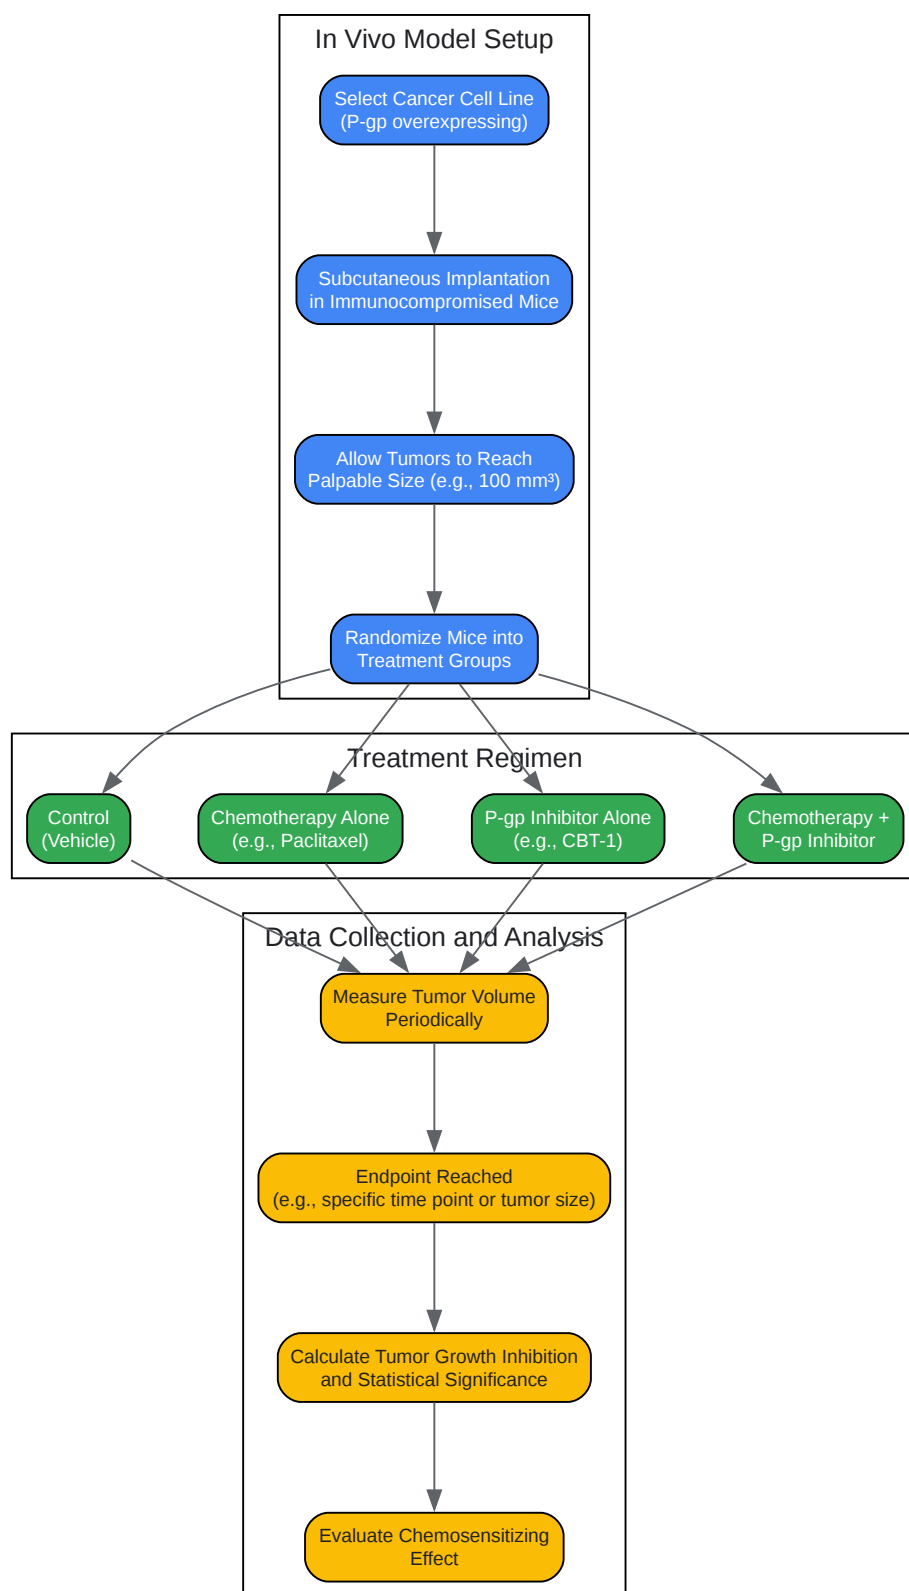 In Vivo Model Setup
Select Cancer Cell Line
(P-gp overexpressing)
Subcutaneous Implantation
in Immunocompromised Mice
Allow Tumors to Reach
Palpable Size (e.g., 100 mm³)
Randomize Mice into
Treatment Groups
Treatment Regimen
Control
(Vehicle)
Chemotherapy Alone
(e.g., Paclitaxel)
P-gp Inhibitor Alone
(e.g., CBT-1)
Chemotherapy +
P-gp Inhibitor
Data Collection and Analysis
Measure Tumor Volume
Periodically
Endpoint Reached
(e.g., specific time point or tumor size)
Calculate Tumor Growth Inhibition
and Statistical Significance
Evaluate Chemosensitizing
Effect